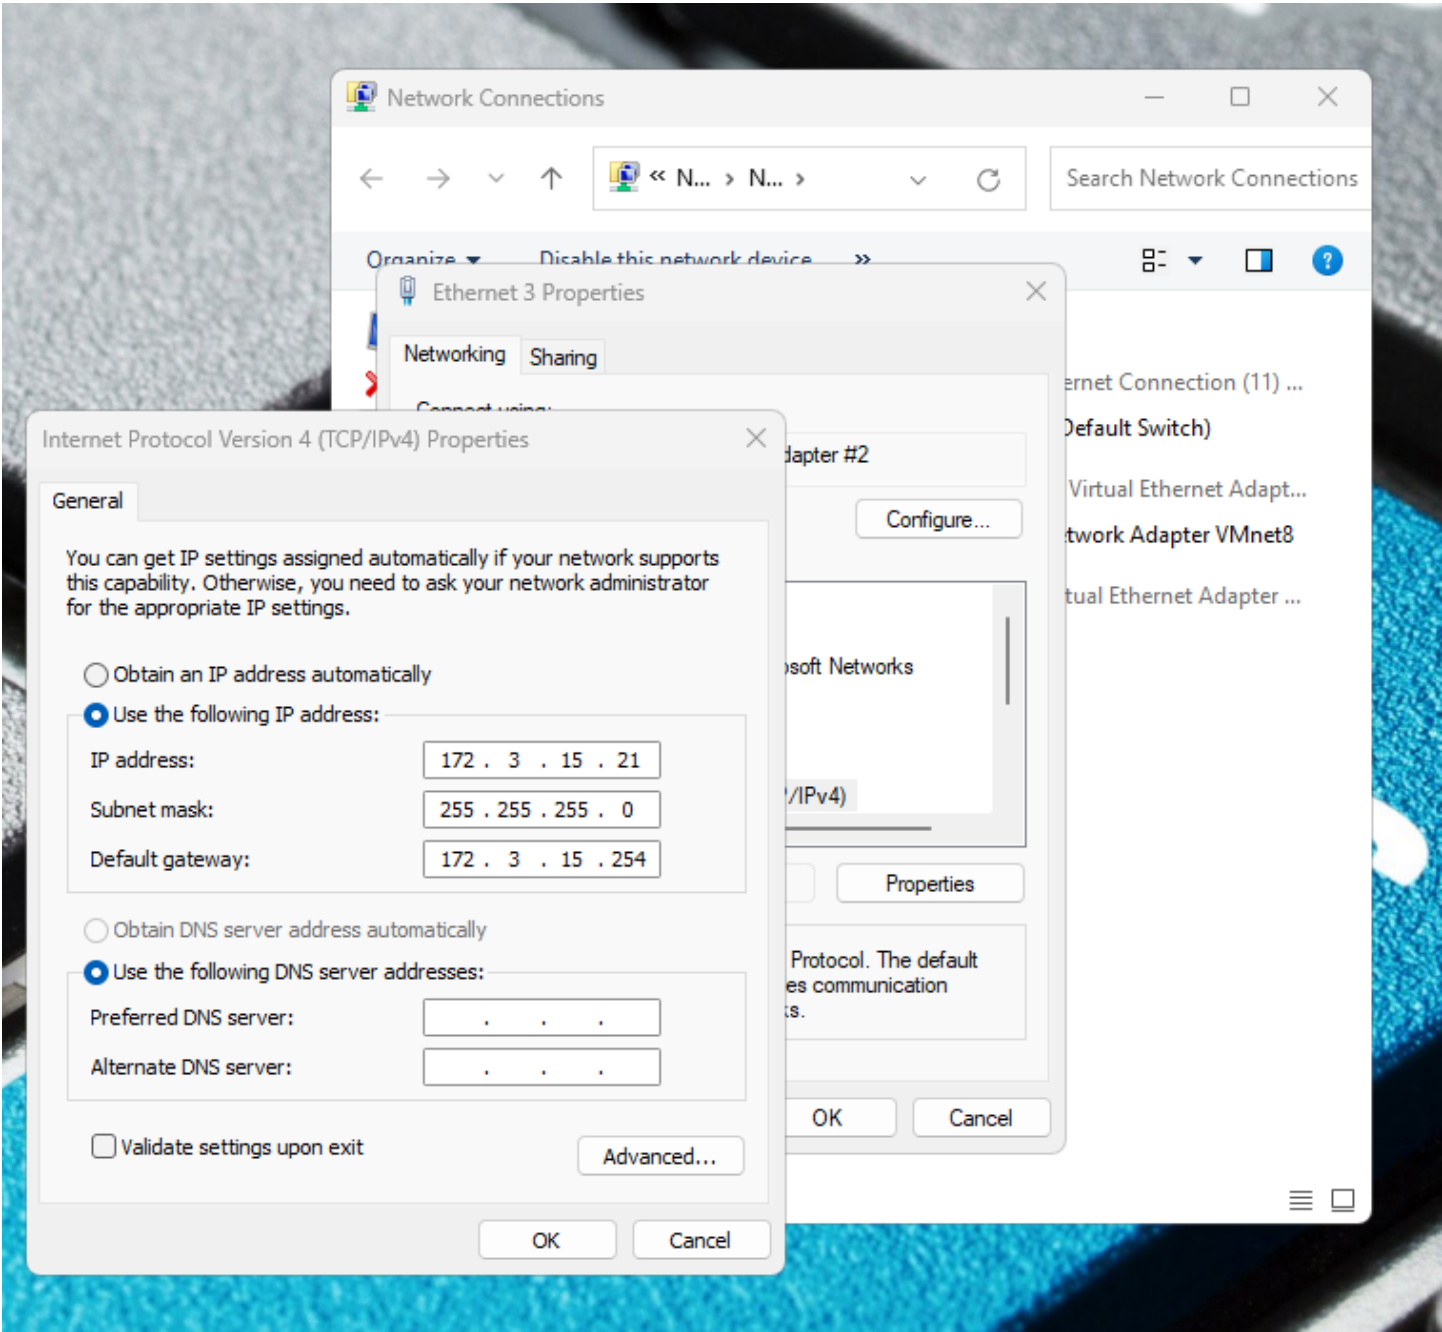 Network Connections
« N... › N... ›
Search Network Connections
Organize
Disable this network device
»
Ethernet 3 Properties
Networking
Sharing
Connect using:
ernet Connection (11) ...
Default Switch)
dapter #2
Virtual Ethernet Adapt...
Configure...
twork Adapter VMnet8
tual Ethernet Adapter ...
osoft Networks
P/IPv4)
Properties
Protocol. The default
es communication
ks.
OK
Cancel
Internet Protocol Version 4 (TCP/IPv4) Properties
General
You can get IP settings assigned automatically if your network supports
this capability. Otherwise, you need to ask your network administrator
for the appropriate IP settings.
Obtain an IP address automatically
Use the following IP address:
IP address:
172 . 3 . 15 . 21
Subnet mask:
255 . 255 . 255 . 0
Default gateway:
172 . 3 . 15 . 254
Obtain DNS server address automatically
Use the following DNS server addresses:
Preferred DNS server:
. . .
Alternate DNS server:
. . .
Validate settings upon exit
Advanced...
OK
Cancel